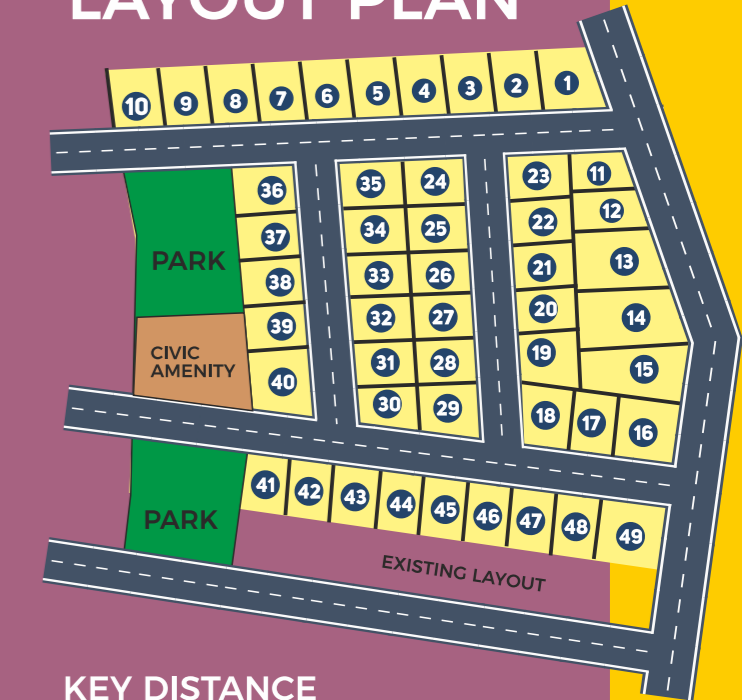 LAYOUT PLAN
10 9 8 7 6 5 4 3 2 1
36 35 24 23 11
37 34 25 22 12
PARK 38 33 26 21 13
39 32 27 20 14
CIVIC
AMENITY
40 31 28 19 15
30 29 18 17 16
41 42 43 44 45 46 47 48 49
PARK
EXISTING LAYOUT
KEY DISTANCE